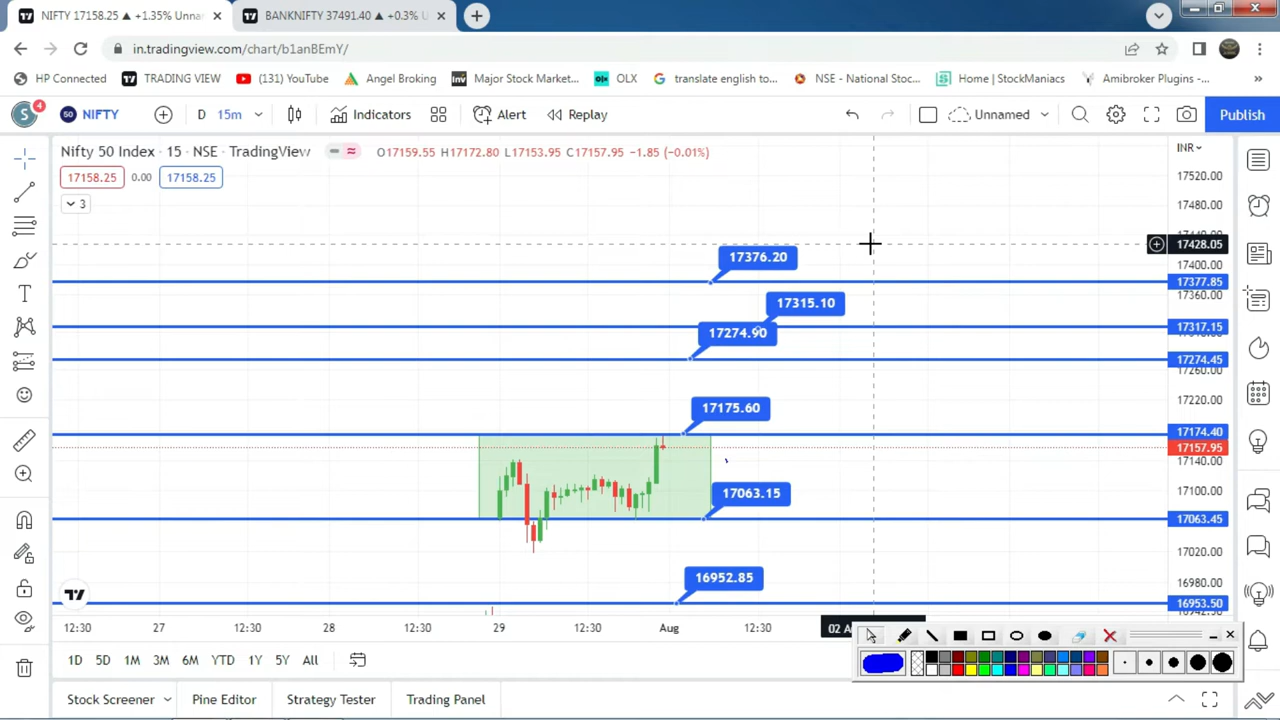 NIFTY 17158.25 ▲ +1.35% Unnar
BANKNIFTY 37491.40 ▲ +0.3% U
in.tradingview.com/chart/b1anBEmY/
HP Connected
TRADING VIEW
(131) YouTube
Angel Broking
Major Stock Market...
OLX
translate english to...
NSE - National Stoc...
Home | StockManiacs
Amibroker Plugins -...
S 4
50 NIFTY
D 15m
Indicators
Alert
Replay
Unnamed
Publish
Nifty 50 Index · 15 · NSE · TradingView
O17159.55 H17172.80 L17153.95 C17157.95 −1.85 (−0.01%)
INR
17158.25 0.00 17158.25
3
17520.00
17480.00
17428.05
17400.00
17376.20
17377.85
17360.00
17315.10
17317.15
17274.90
17274.45
17260.00
17220.00
17175.60
17174.40
17157.95
17140.00
17100.00
17063.15
17063.45
17020.00
16952.85
16980.00
16953.50
12:30 27 12:30 28 12:30 29 12:30 Aug 12:30 02 A
1D 5D 1M 3M 6M YTD 1Y 5Y All
Stock Screener
Pine Editor
Strategy Tester
Trading Panel